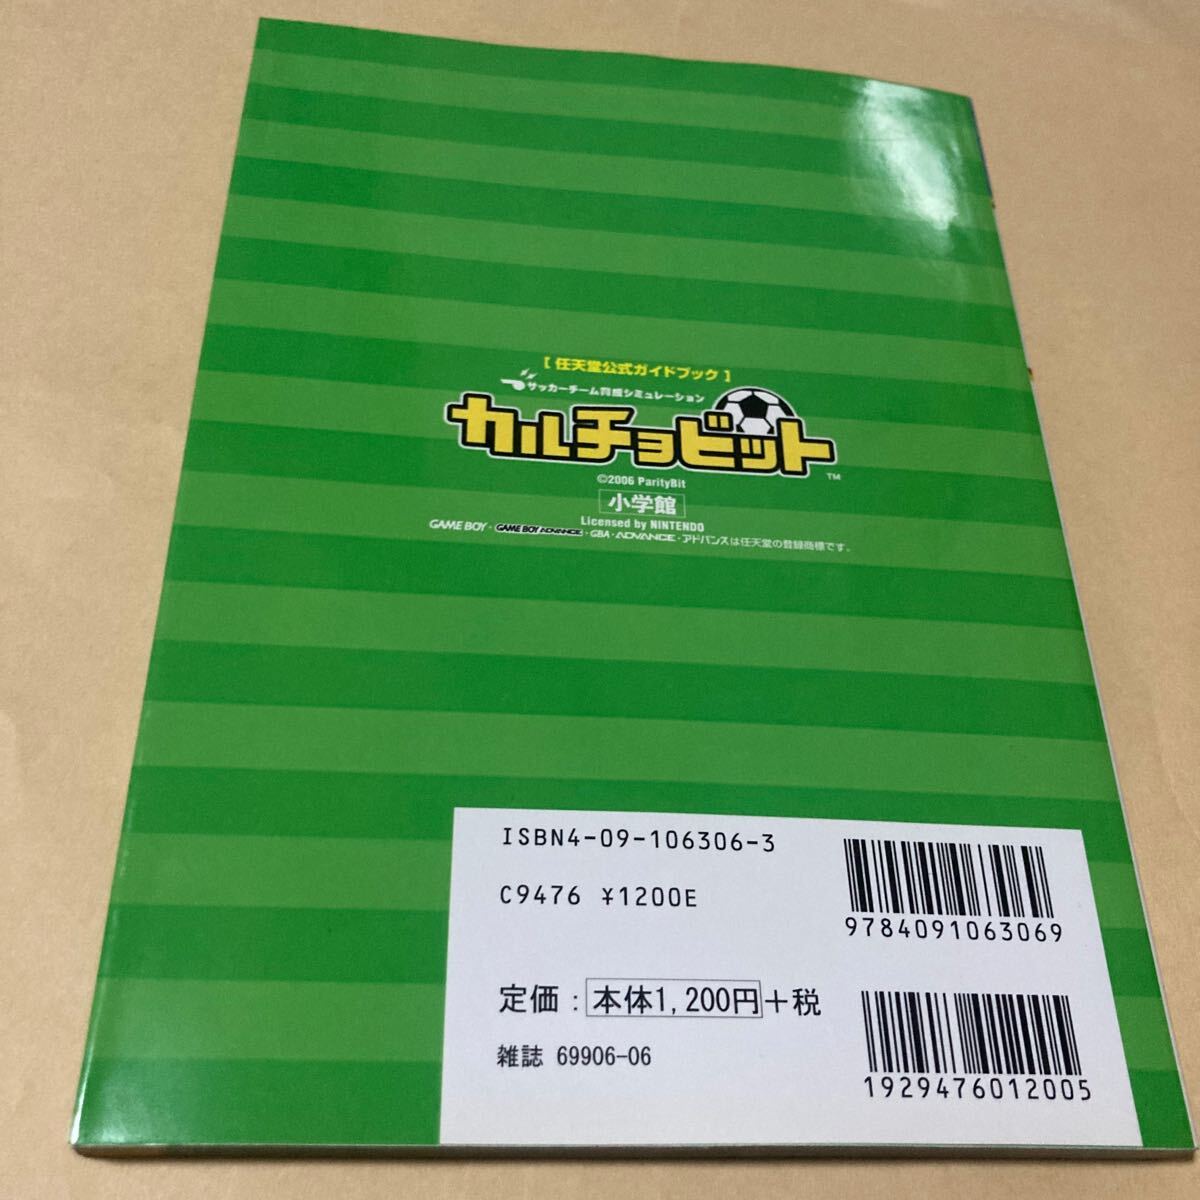 ［任天堂公式ガイドブック］
サッカーチーム育成シミュレーション
カルチョビット
TM
©2006 ParityBit
小学館
Licensed by NINTENDO
GAME BOY・GAME BOY ADVANCE・GBA・ADVANCE・アドバンスは任天堂の登録商標です。
ISBN4-09-106306-3
C9476 ¥1200E
9784091063069
定価：本体1,200円＋税
雑誌 69906-06
1929476012005